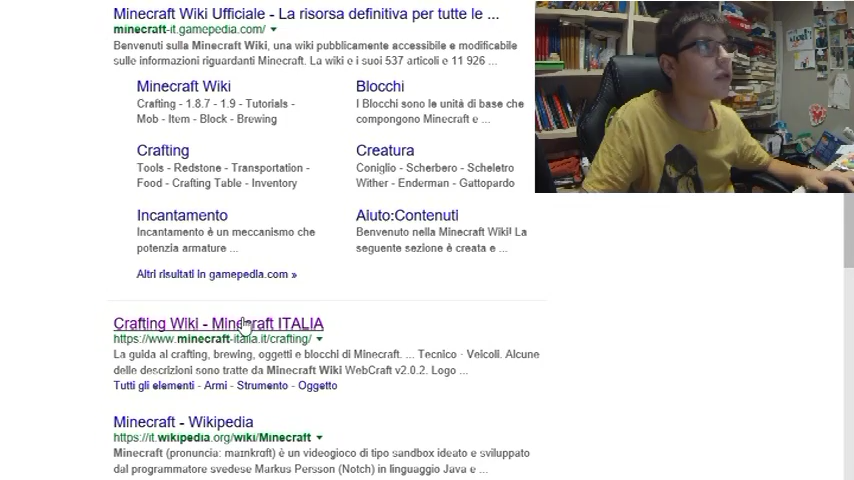 Minecraft Wiki Ufficiale - La risorsa definitiva per tutte le ...
minecraft-it.gamepedia.com/
Benvenuti sulla Minecraft Wiki, una wiki pubblicamente accessibile e modificabile
sulle informazioni riguardanti Minecraft. La wiki e i suoi 537 articoli e 11 926 ...
Minecraft Wiki
Crafting - 1.8.7 - 1.9 - Tutorials -
Mob - Item - Block - Brewing
Blocchi
I Blocchi sono le unità di base che
compongono Minecraft e ...
Crafting
Tools - Redstone - Transportation -
Food - Crafting Table - Inventory
Creatura
Coniglio - Scherbero - Scheletro
Wither - Enderman - Gattopardo
Incantamento
Incantamento è un meccanismo che
potenzia armature ...
Aiuto:Contenuti
Benvenuto nella Minecraft Wiki! La
seguente sezione è creata e ...
Altri risultati in gamepedia.com »
Crafting Wiki - Minecraft ITALIA
https://www.minecraft-italia.it/crafting/
La guida al crafting, brewing, oggetti e blocchi di Minecraft. ... Tecnico · Veicoli. Alcune
delle descrizioni sono tratte da Minecraft Wiki WebCraft v2.0.2. Logo ...
Tutti gli elementi - Armi - Strumento - Oggetto
Minecraft - Wikipedia
https://it.wikipedia.org/wiki/Minecraft
Minecraft (pronuncia: maɪnkraft) è un videogioco di tipo sandbox ideato e sviluppato
dal programmatore svedese Markus Persson (Notch) in linguaggio Java e ...